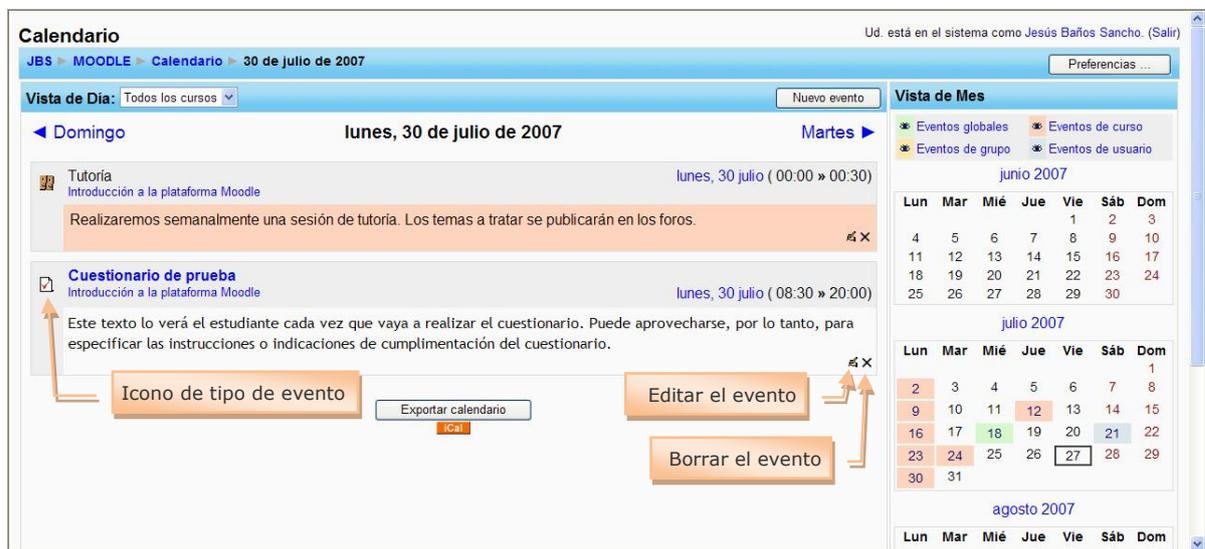 Calendario
Ud. está en el sistema como Jesús Baños Sancho. (Salir)
JBS ► MOODLE ► Calendario ► 30 de julio de 2007
Preferencias ...
Vista de Día: Todos los cursos
Nuevo evento
◄ Domingo
lunes, 30 de julio de 2007
Martes ►
Tutoría
lunes, 30 julio ( 00:00 » 00:30)
Introducción a la plataforma Moodle
Realizaremos semanalmente una sesión de tutoría. Los temas a tratar se publicarán en los foros.
Cuestionario de prueba
Introducción a la plataforma Moodle
lunes, 30 julio ( 08:30 » 20:00)
Este texto lo verá el estudiante cada vez que vaya a realizar el cuestionario. Puede aprovecharse, por lo tanto, para
especificar las instrucciones o indicaciones de cumplimentación del cuestionario.
Icono de tipo de evento
Editar el evento
Borrar el evento
Exportar calendario
iCal
Vista de Mes
Eventos globales Eventos de curso
Eventos de grupo Eventos de usuario
junio 2007
Lun Mar Mié Jue Vie Sáb Dom
1 2 3
4 5 6 7 8 9 10
11 12 13 14 15 16 17
18 19 20 21 22 23 24
25 26 27 28 29 30
julio 2007
Lun Mar Mié Jue Vie Sáb Dom
1
2 3 4 5 6 7 8
9 10 11 12 13 14 15
16 17 18 19 20 21 22
23 24 25 26 27 28 29
30 31
agosto 2007
Lun Mar Mié Jue Vie Sáb Dom